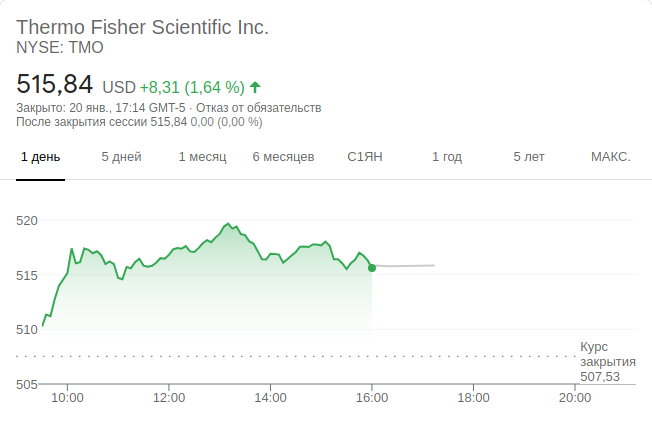 Thermo Fisher Scientific Inc.
NYSE: TMO
515,84 USD +8,31 (1,64 %)
Закрыто: 20 янв., 17:14 GMT-5 · Отказ от обязательств
После закрытия сессии 515,84 0,00 (0,00 %)
1 день 5 дней 1 месяц 6 месяцев С1ЯН 1 год 5 лет МАКС.
520
515
510
Курс
закрытия
507,53
505
10:00 12:00 14:00 16:00 18:00 20:00